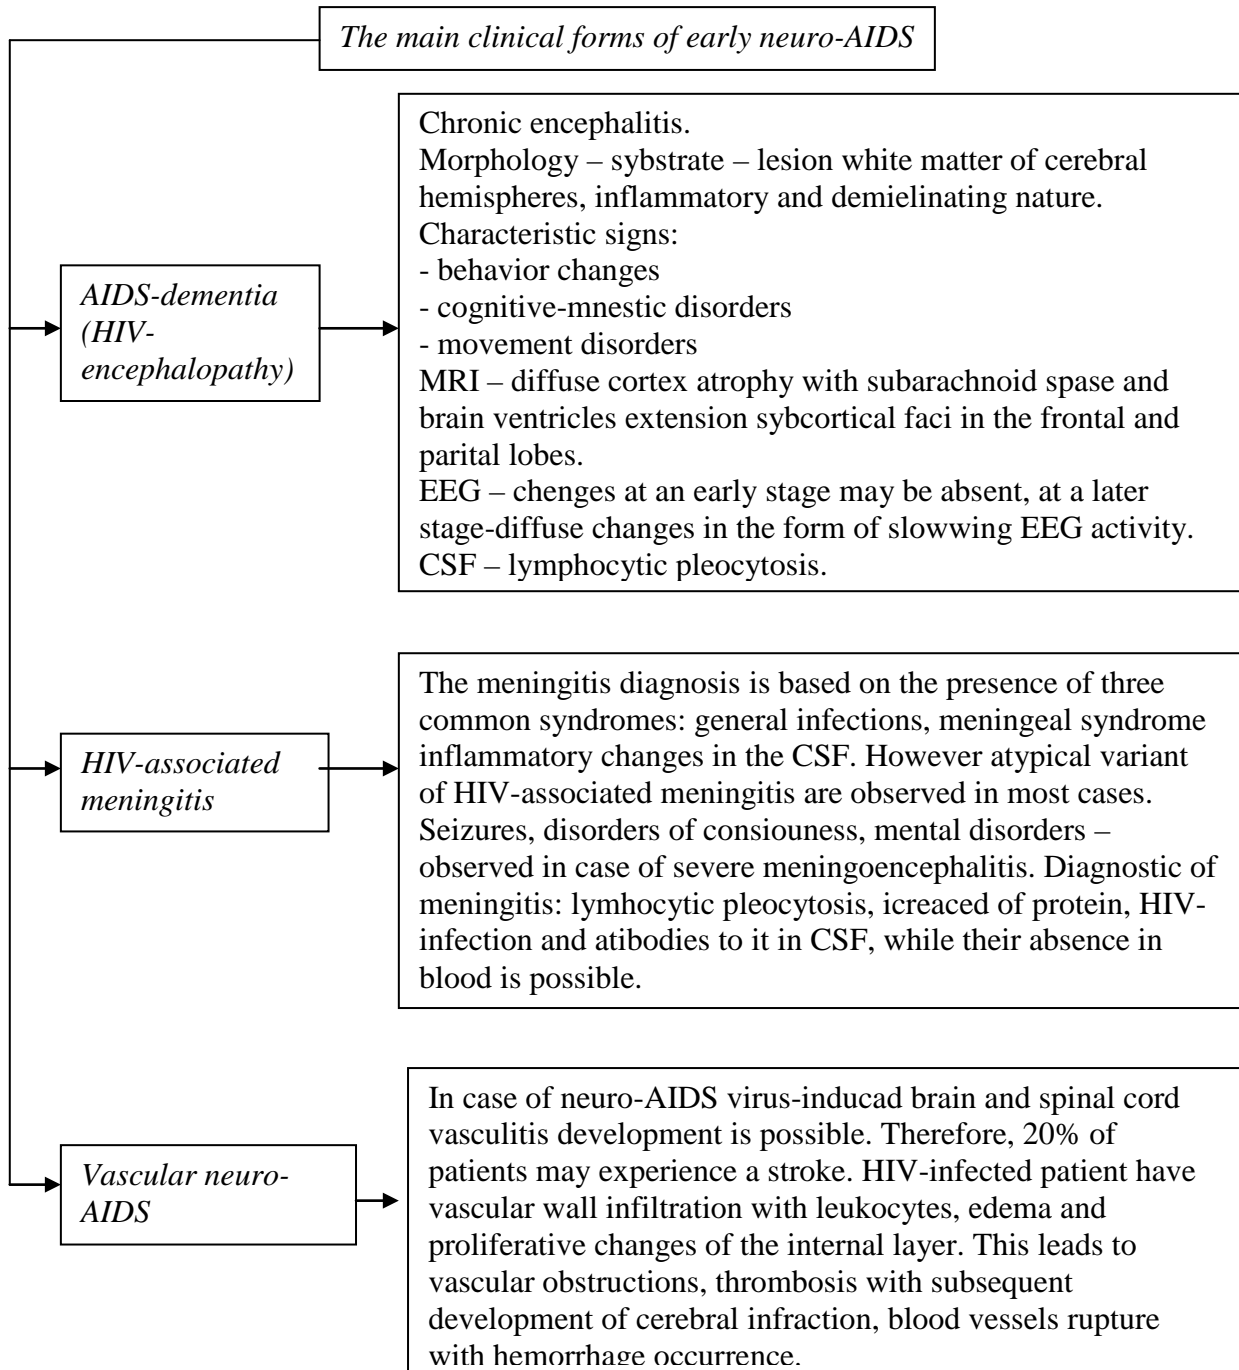 The main clinical forms of early neuro-AIDS
AIDS-dementia
(HIV-
encephalopathy)
Chronic encephalitis.
Morphology – sybstrate – lesion white matter of cerebral
hemispheres, inflammatory and demielinating nature.
Characteristic signs:
- behavior changes
- cognitive-mnestic disorders
- movement disorders
MRI – diffuse cortex atrophy with subarachnoid spase and
brain ventricles extension sybcortical faci in the frontal and
parital lobes.
EEG – chenges at an early stage may be absent, at a later
stage-diffuse changes in the form of slowwing EEG activity.
CSF – lymphocytic pleocytosis.
HIV-associated
meningitis
The meningitis diagnosis is based on the presence of three
common syndromes: general infections, meningeal syndrome
inflammatory changes in the CSF. However atypical variant
of HIV-associated meningitis are observed in most cases.
Seizures, disorders of consiouness, mental disorders –
observed in case of severe meningoencephalitis. Diagnostic of
meningitis: lymhocytic pleocytosis, icreaced of protein, HIV-
infection and atibodies to it in CSF, while their absence in
blood is possible.
Vascular neuro-
AIDS
In case of neuro-AIDS virus-inducad brain and spinal cord
vasculitis development is possible. Therefore, 20% of
patients may experience a stroke. HIV-infected patient have
vascular wall infiltration with leukocytes, edema and
proliferative changes of the internal layer. This leads to
vascular obstructions, thrombosis with subsequent
development of cerebral infraction, blood vessels rupture
with hemorrhage occurrence.